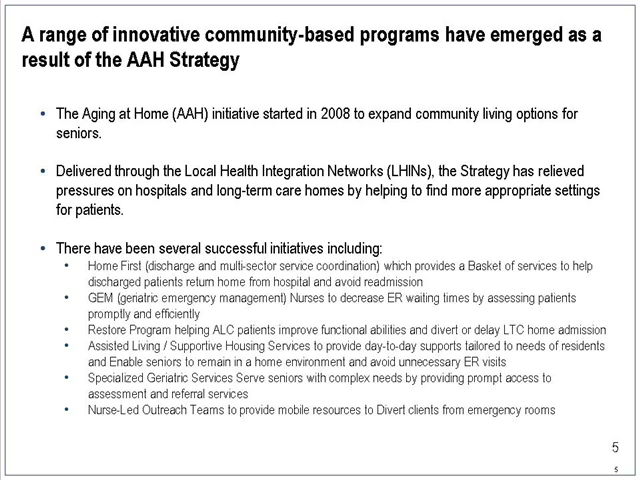 A range of innovative community-based programs have emerged as a
result of the AAH Strategy
• The Aging at Home (AAH) initiative started in 2008 to expand community living options for
seniors.
• Delivered through the Local Health Integration Networks (LHINs), the Strategy has relieved
pressures on hospitals and long-term care homes by helping to find more appropriate settings
for patients.
• There have been several successful initiatives including:
• Home First (discharge and multi-sector service coordination) which provides a Basket of services to help
discharged patients return home from hospital and avoid readmission
• GEM (geriatric emergency management) Nurses to decrease ER waiting times by assessing patients
promptly and efficiently
• Restore Program helping ALC patients improve functional abilities and divert or delay LTC home admission
• Assisted Living / Supportive Housing Services to provide day-to-day supports tailored to needs of residents
and Enable seniors to remain in a home environment and avoid unnecessary ER visits
• Specialized Geriatric Services Serve seniors with complex needs by providing prompt access to
assessment and referral services
• Nurse-Led Outreach Teams to provide mobile resources to Divert clients from emergency rooms
5
5